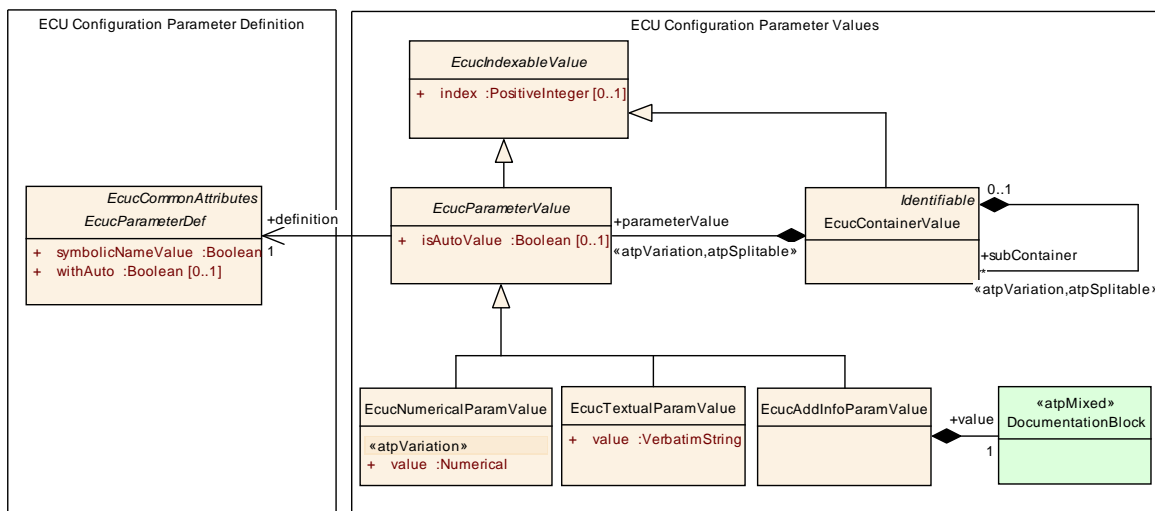 ECU Configuration Parameter Definition
ECU Configuration Parameter Values
EcucIndexableValue
+ index :PositiveInteger [0..1]
EcucCommonAttributes
EcucParameterDef
+ symbolicNameValue :Boolean
+ withAuto :Boolean [0..1]
+definition
1
EcucParameterValue
+ isAutoValue :Boolean [0..1]
+parameterValue
«atpVariation,atpSplitable»
Identifiable
EcucContainerValue
0..1
+subContainer
*
«atpVariation,atpSplitable»
EcucNumericalParamValue
«atpVariation»
+ value :Numerical
EcucTextualParamValue
+ value :VerbatimString
EcucAddInfoParamValue
+value
1
«atpMixed»
DocumentationBlock